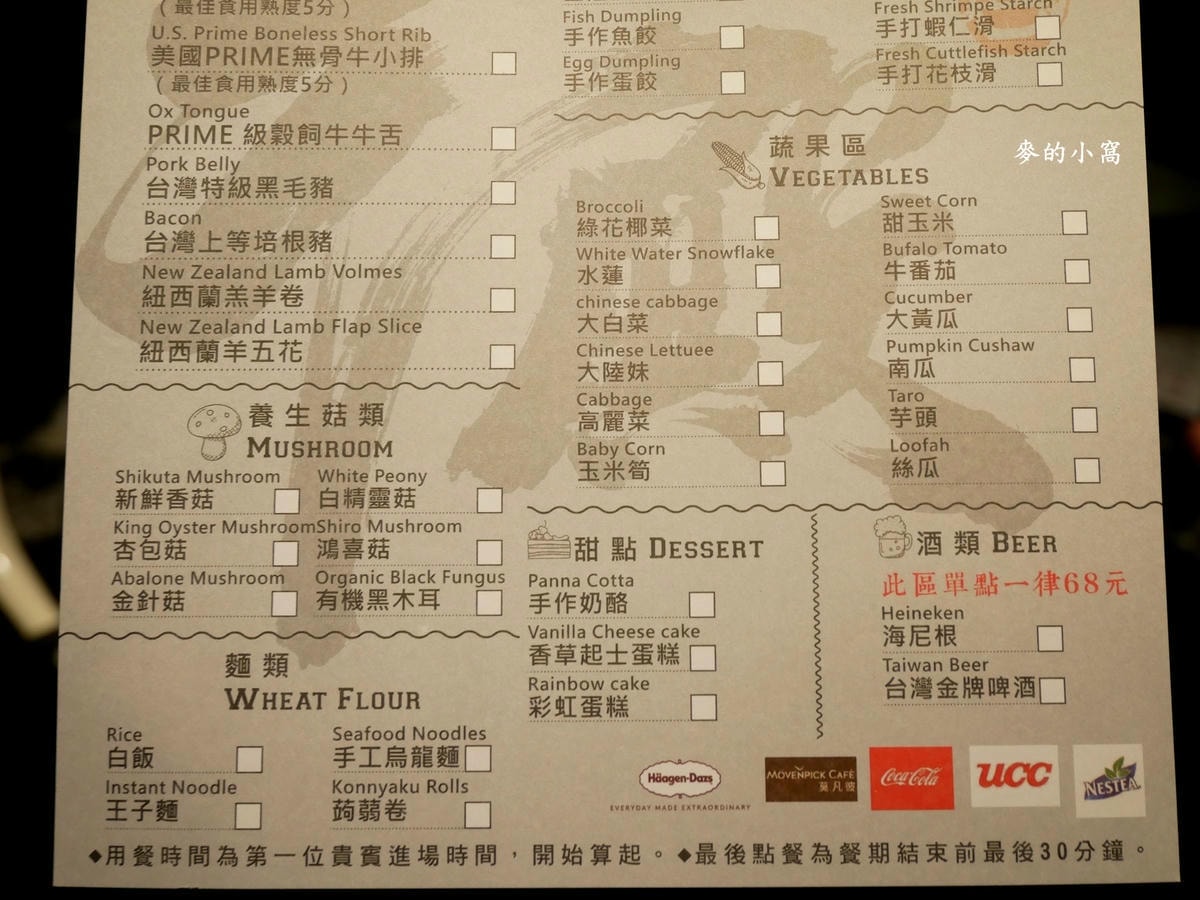 （最佳食用熟度5分）
U.S. Prime Boneless Short Rib
美國PRIME無骨牛小排
（最佳食用熟度5分）
Ox Tongue
PRIME 級穀飼牛牛舌
Pork Belly
台灣特級黑毛豬
Bacon
台灣上等培根豬
New Zealand Lamb Volmes
紐西蘭羔羊卷
New Zealand Lamb Flap Slice
紐西蘭羊五花
Fish Dumpling
手作魚餃
Egg Dumpling
手作蛋餃
Fresh Shrimpe Starch
手打蝦仁滑
Fresh Cuttlefish Starch
手打花枝滑
麥的小窩
蔬果區
VEGETABLES
Broccoli
綠花椰菜
White Water Snowflake
水蓮
chinese cabbage
大白菜
Chinese Lettuee
大陸妹
Cabbage
高麗菜
Baby Corn
玉米筍
Sweet Corn
甜玉米
Bufalo Tomato
牛番茄
Cucumber
大黃瓜
Pumpkin Cushaw
南瓜
Taro
芋頭
Loofah
絲瓜
養生菇類
MUSHROOM
Shikuta Mushroom
新鮮香菇
White Peony
白精靈菇
King Oyster Mushroom
杏包菇
Shiro Mushroom
鴻喜菇
Abalone Mushroom
金針菇
Organic Black Fungus
有機黑木耳
甜點 DESSERT
Panna Cotta
手作奶酪
Vanilla Cheese cake
香草起士蛋糕
Rainbow cake
彩虹蛋糕
酒類 BEER
此區單點一律68元
Heineken
海尼根
Taiwan Beer
台灣金牌啤酒
麵類
WHEAT FLOUR
Rice
白飯
Seafood Noodles
手工烏龍麵
Instant Noodle
王子麵
Konnyaku Rolls
蒟蒻卷
Häagen-Dazs
EVERYDAY MADE EXTRAORDINARY
MÖVENPICK CAFÉ
莫凡彼
Coca-Cola
UCC
NESTEA
◆用餐時間為第一位貴賓進場時間，開始算起。◆最後點餐為餐期結束前最後30分鐘。